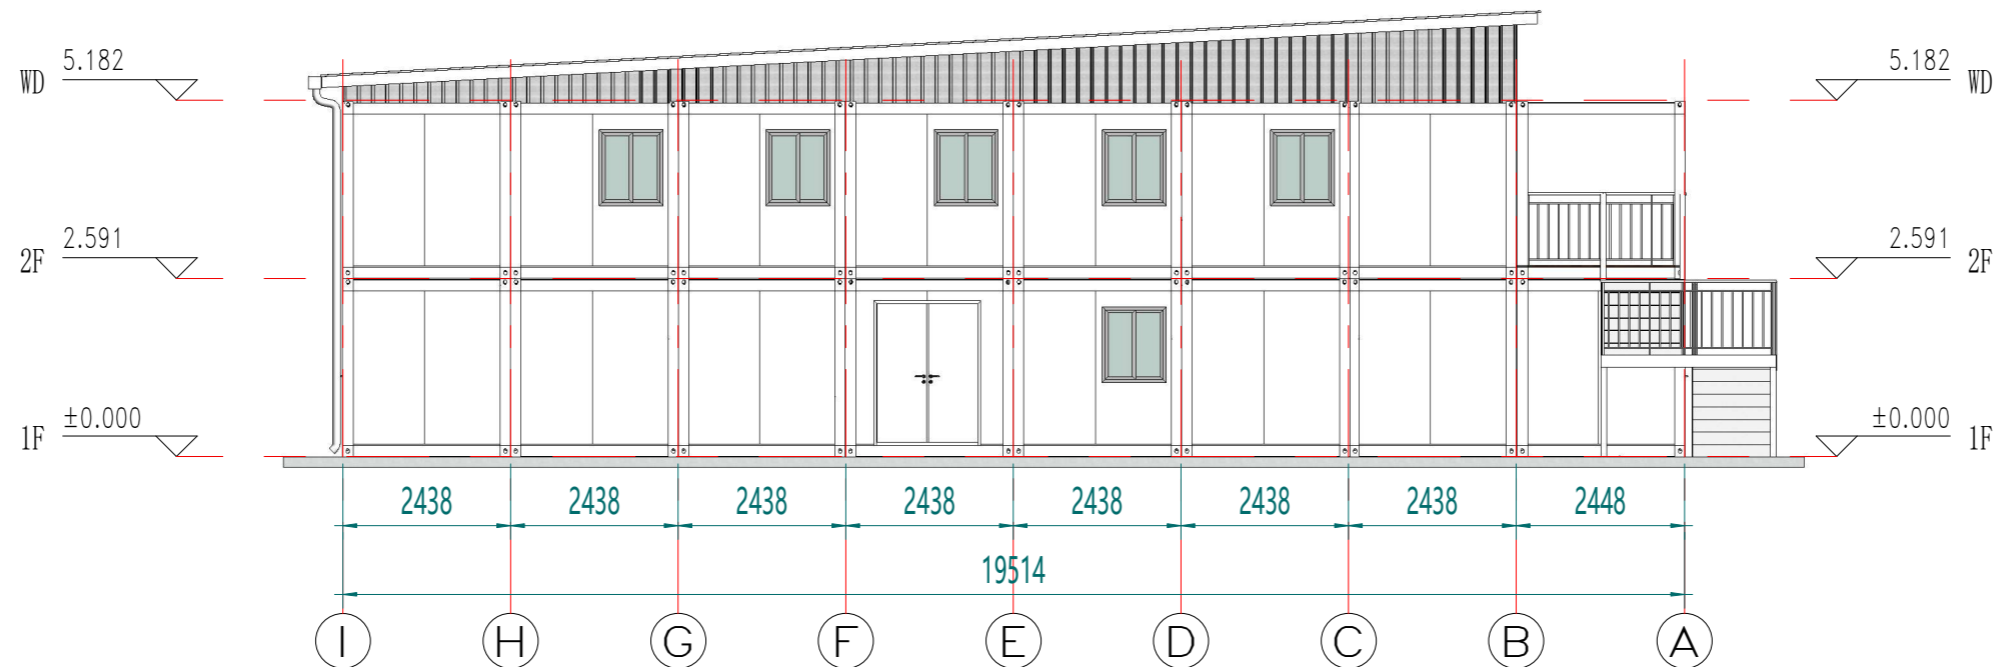 5.182
WD
5.182
WD
2.591
2F
2.591
2F
±0.000
1F
±0.000
1F
2438 2438 2438 2438 2438 2438 2438 2448
19514
I H G F E D C B A